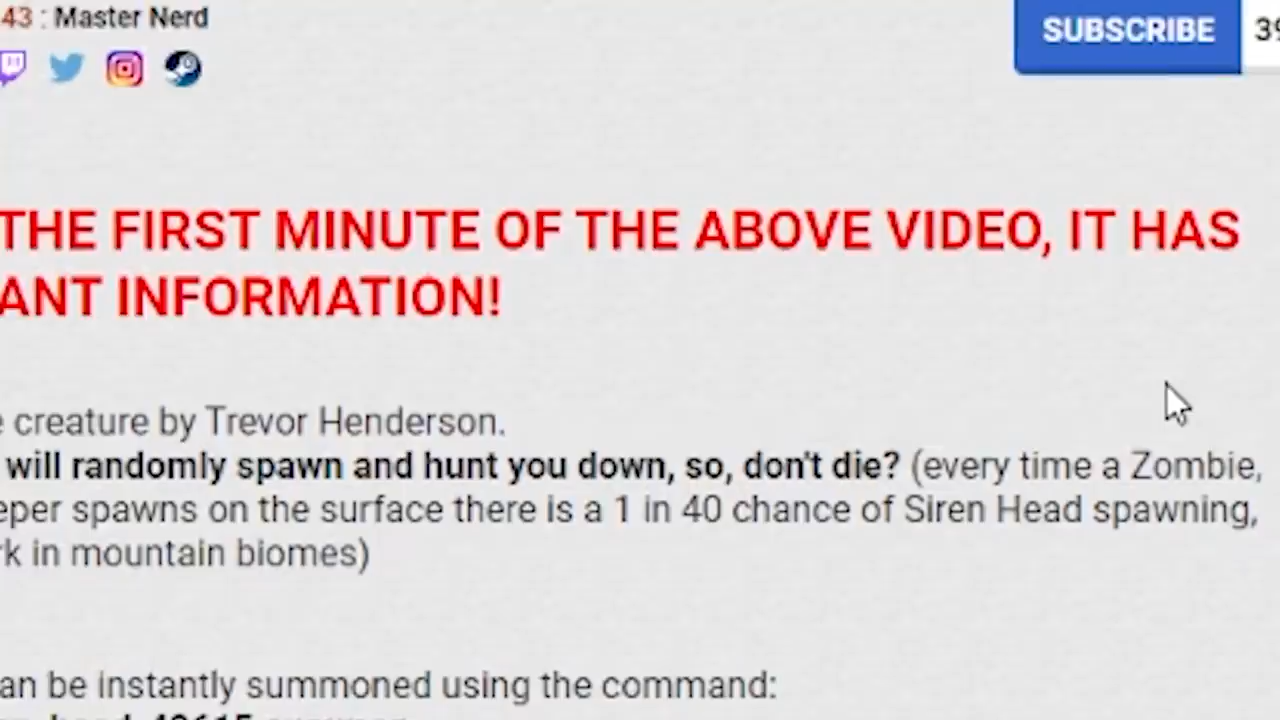 43 : Master Nerd
SUBSCRIBE 39
THE FIRST MINUTE OF THE ABOVE VIDEO, IT HAS
ANT INFORMATION!
e creature by Trevor Henderson.
will randomly spawn and hunt you down, so, don't die? (every time a Zombie,
eper spawns on the surface there is a 1 in 40 chance of Siren Head spawning,
rk in mountain biomes)
an be instantly summoned using the command: